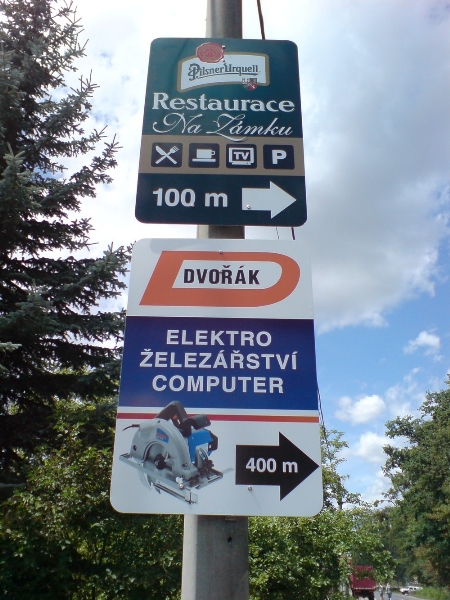 Pilsner Urquell
Restaurace
Na Zámku
TV P
100 m
DVOŘÁK
ELEKTRO
ŽELEZÁŘSTVÍ
COMPUTER
400 m